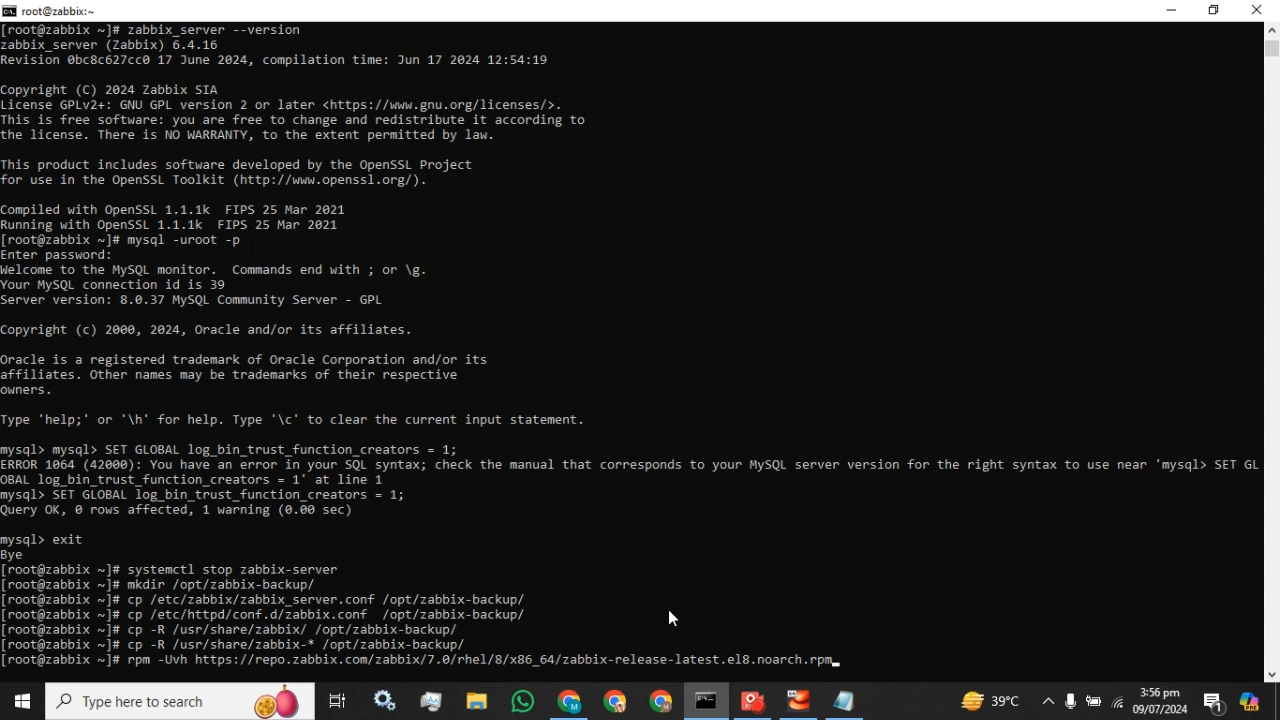 root@zabbix:~
[root@zabbix ~]# zabbix_server --version
zabbix_server (Zabbix) 6.4.16
Revision 0bc8c627cc0 17 June 2024, compilation time: Jun 17 2024 12:54:19
Copyright (C) 2024 Zabbix SIA
License GPLv2+: GNU GPL version 2 or later <https://www.gnu.org/licenses/>.
This is free software: you are free to change and redistribute it according to
the license. There is NO WARRANTY, to the extent permitted by law.
This product includes software developed by the OpenSSL Project
for use in the OpenSSL Toolkit (http://www.openssl.org/).
Compiled with OpenSSL 1.1.1k  FIPS 25 Mar 2021
Running with OpenSSL 1.1.1k  FIPS 25 Mar 2021
[root@zabbix ~]# mysql -uroot -p
Enter password:
Welcome to the MySQL monitor.  Commands end with ; or \g.
Your MySQL connection id is 39
Server version: 8.0.37 MySQL Community Server - GPL
Copyright (c) 2000, 2024, Oracle and/or its affiliates.
Oracle is a registered trademark of Oracle Corporation and/or its
affiliates. Other names may be trademarks of their respective
owners.
Type 'help;' or '\h' for help. Type '\c' to clear the current input statement.
mysql> mysql> SET GLOBAL log_bin_trust_function_creators = 1;
ERROR 1064 (42000): You have an error in your SQL syntax; check the manual that corresponds to your MySQL server version for the right syntax to use near 'mysql> SET GL
OBAL log_bin_trust_function_creators = 1' at line 1
mysql> SET GLOBAL log_bin_trust_function_creators = 1;
Query OK, 0 rows affected, 1 warning (0.00 sec)
mysql> exit
Bye
[root@zabbix ~]# systemctl stop zabbix-server
[root@zabbix ~]# mkdir /opt/zabbix-backup/
[root@zabbix ~]# cp /etc/zabbix/zabbix_server.conf /opt/zabbix-backup/
[root@zabbix ~]# cp /etc/httpd/conf.d/zabbix.conf  /opt/zabbix-backup/
[root@zabbix ~]# cp -R /usr/share/zabbix/ /opt/zabbix-backup/
[root@zabbix ~]# cp -R /usr/share/zabbix-* /opt/zabbix-backup/
[root@zabbix ~]# rpm -Uvh https://repo.zabbix.com/zabbix/7.0/rhel/8/x86_64/zabbix-release-latest.el8.noarch.rpm
Type here to search
39°C
3:56 pm
09/07/2024
1